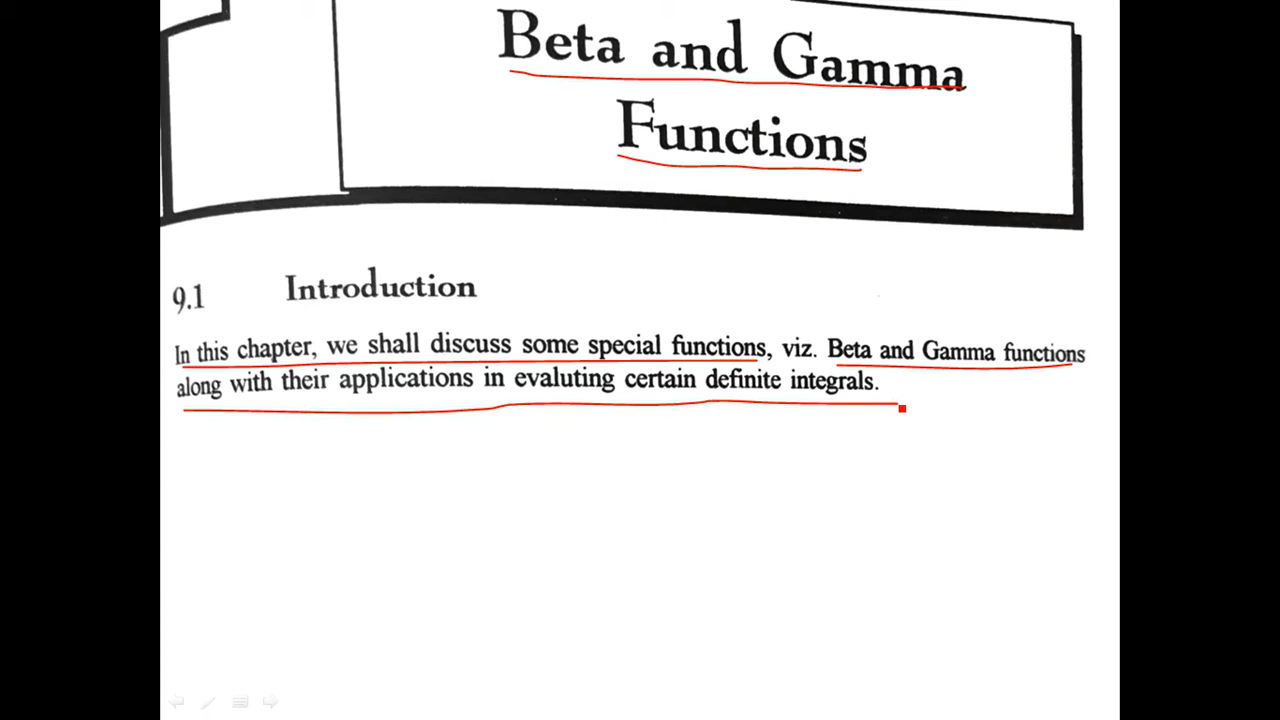 Beta and Gamma
Functions
9.1 Introduction
In this chapter, we shall discuss some special functions, viz. Beta and Gamma functions
along with their applications in evaluting certain definite integrals.